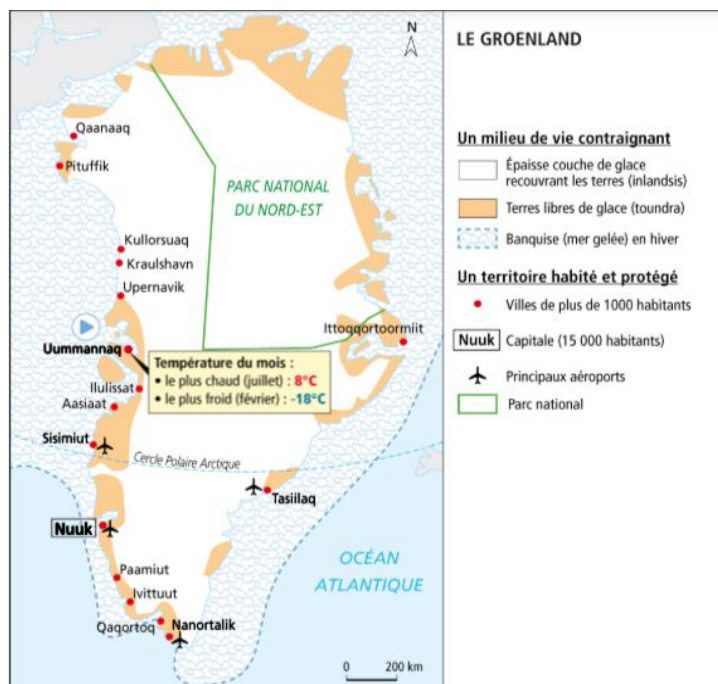 N
Qaanaaq
Pituffik
PARC NATIONAL
DU NORD-EST
Kullorsuaq
Kraulshavn
Upernavik
Ittoqqortoormiit
Uummannaq
Température du mois :
• le plus chaud (juillet) : 8°C
• le plus froid (février) : -18°C
Ilulissat
Aasiaat
Sisimiut
Cercle Polaire Arctique
Tasiilaq
Nuuk
OCÉAN
ATLANTIQUE
Paamiut
Ivittuut
Qaqortoq
Nanortalik
0 200 km
LE GROENLAND
Un milieu de vie contraignant
Épaisse couche de glace
recouvrant les terres (inlandsis)
Terres libres de glace (toundra)
Banquise (mer gelée) en hiver
Un territoire habité et protégé
Villes de plus de 1000 habitants
Nuuk Capitale (15 000 habitants)
Principaux aéroports
Parc national